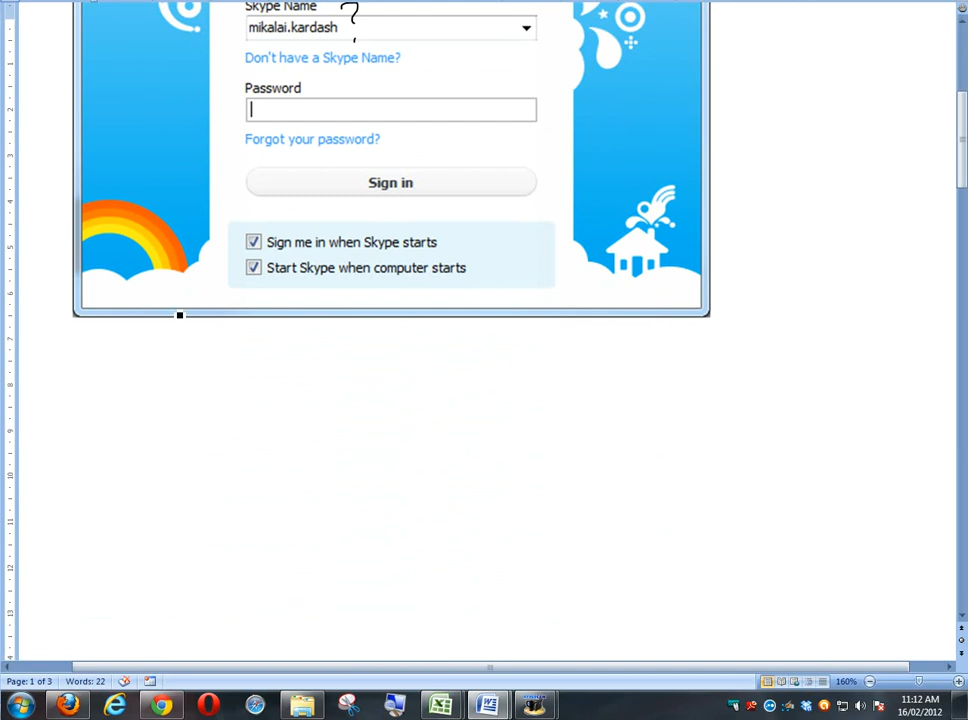 Skype Name ?
mikalai.kardash
Don't have a Skype Name?
Password
Forgot your password?
Sign in
Sign me in when Skype starts
Start Skype when computer starts
Page: 1 of 3 Words: 22 160%
11:12 AM
16/02/2012